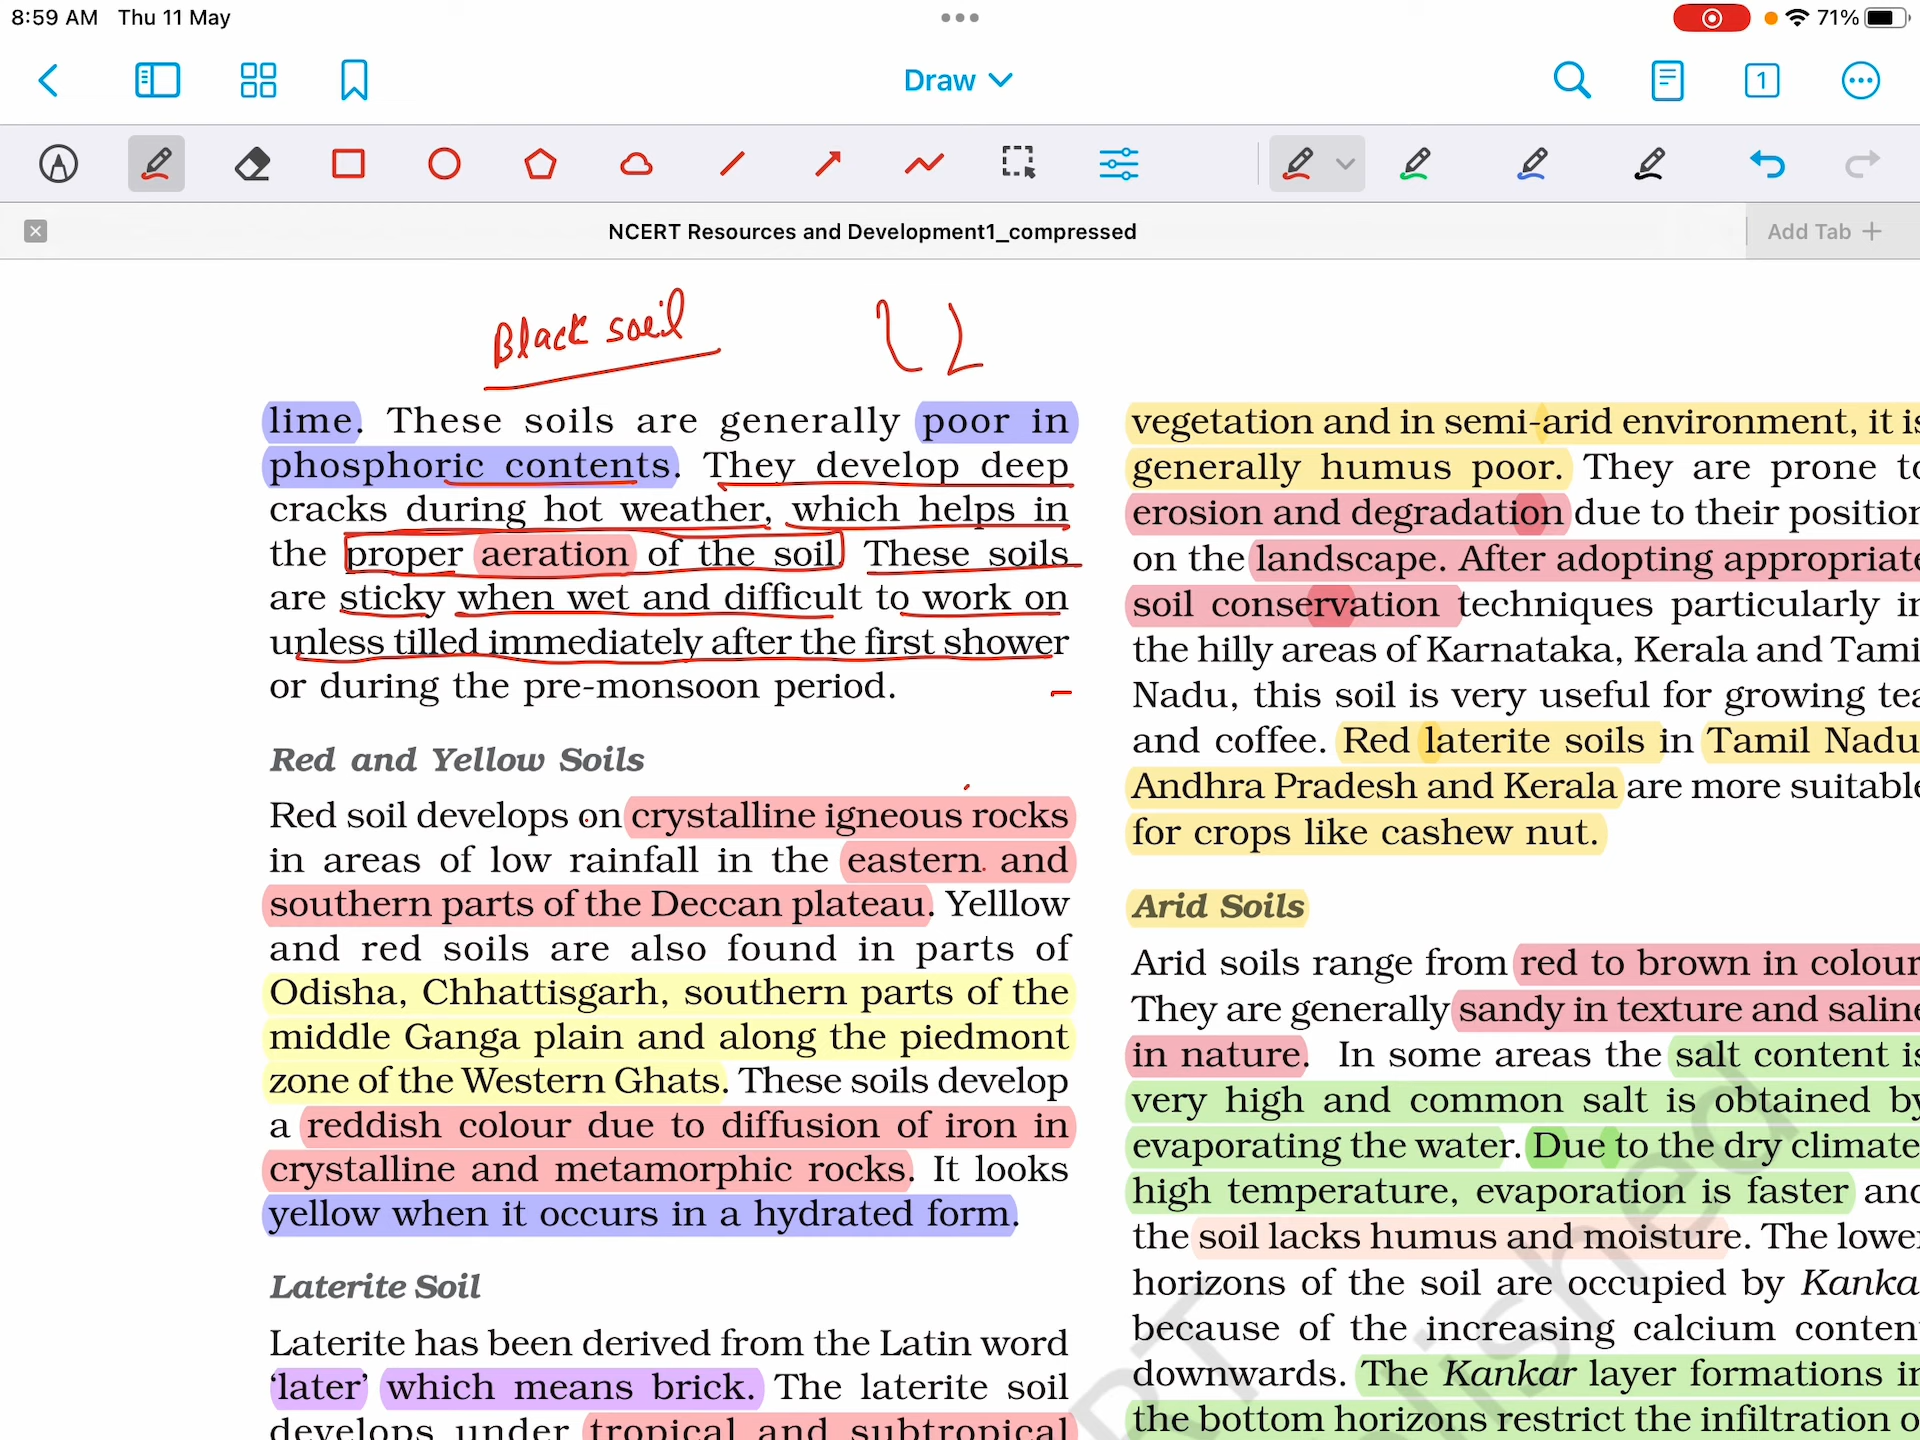 8:59 AM Thu 11 May
71%
Draw
1
NCERT Resources and Development1_compressed
Add Tab +
Black soil
lime. These soils are generally poor in
phosphoric contents. They develop deep
cracks during hot weather, which helps in
the proper aeration of the soil. These soils
are sticky when wet and difficult to work on
unless tilled immediately after the first shower
or during the pre-monsoon period.
Red and Yellow Soils
Red soil develops on crystalline igneous rocks
in areas of low rainfall in the eastern and
southern parts of the Deccan plateau. Yelllow
and red soils are also found in parts of
Odisha, Chhattisgarh, southern parts of the
middle Ganga plain and along the piedmont
zone of the Western Ghats. These soils develop
a reddish colour due to diffusion of iron in
crystalline and metamorphic rocks. It looks
yellow when it occurs in a hydrated form.
Laterite Soil
Laterite has been derived from the Latin word
‘later’ which means brick. The laterite soil
develops under tropical and subtropical
vegetation and in semi-arid environment, it is
generally humus poor. They are prone to
erosion and degradation due to their position
on the landscape. After adopting appropriate
soil conservation techniques particularly in
the hilly areas of Karnataka, Kerala and Tami
Nadu, this soil is very useful for growing tea
and coffee. Red laterite soils in Tamil Nadu
Andhra Pradesh and Kerala are more suitable
for crops like cashew nut.
Arid Soils
Arid soils range from red to brown in colour
They are generally sandy in texture and saline
in nature. In some areas the salt content is
very high and common salt is obtained by
evaporating the water. Due to the dry climate
high temperature, evaporation is faster and
the soil lacks humus and moisture. The lower
horizons of the soil are occupied by Kanka
because of the increasing calcium conten
downwards. The Kankar layer formations in
the bottom horizons restrict the infiltration o